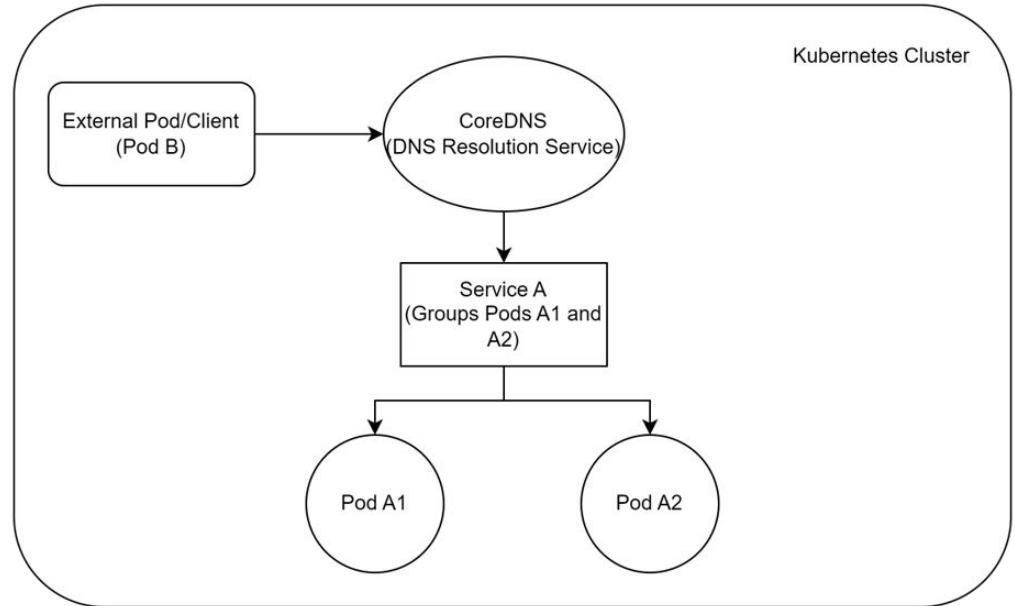 Kubernetes Cluster
External Pod/Client
(Pod B)
CoreDNS
(DNS Resolution Service)
Service A
(Groups Pods A1 and
A2)
Pod A1
Pod A2